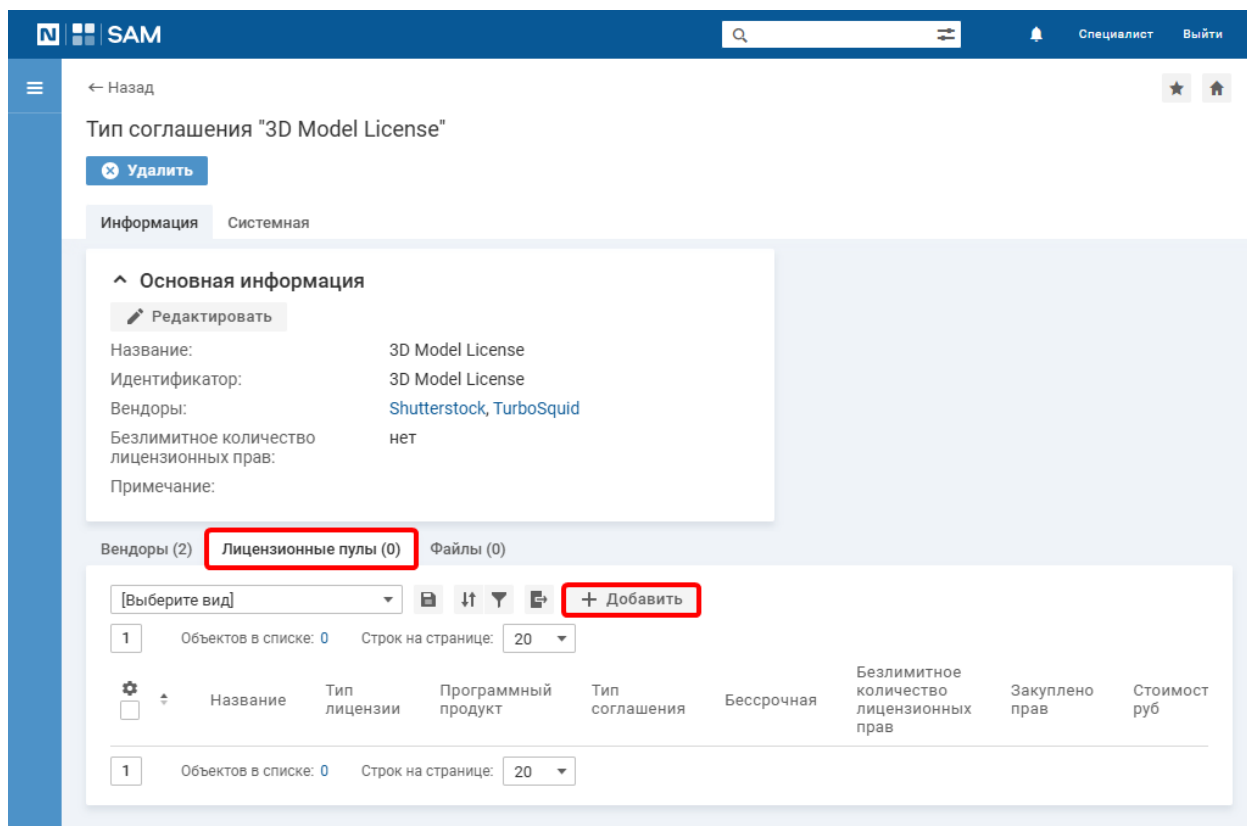 N SAM Специалист Выйти
← Назад
Тип соглашения "3D Model License"
Удалить
Информация Системная
Основная информация
Редактировать
Название: 3D Model License
Идентификатор: 3D Model License
Вендоры: Shutterstock, TurboSquid
Безлимитное количество нет
лицензионных прав:
Примечание:
Вендоры (2) Лицензионные пулы (0) Файлы (0)
[Выберите вид] + Добавить
1 Объектов в списке: 0 Строк на странице: 20
Название Тип лицензии Программный продукт Тип соглашения Бессрочная Безлимитное количество лицензионных прав Закуплено прав Стоимост руб
1 Объектов в списке: 0 Строк на странице: 20